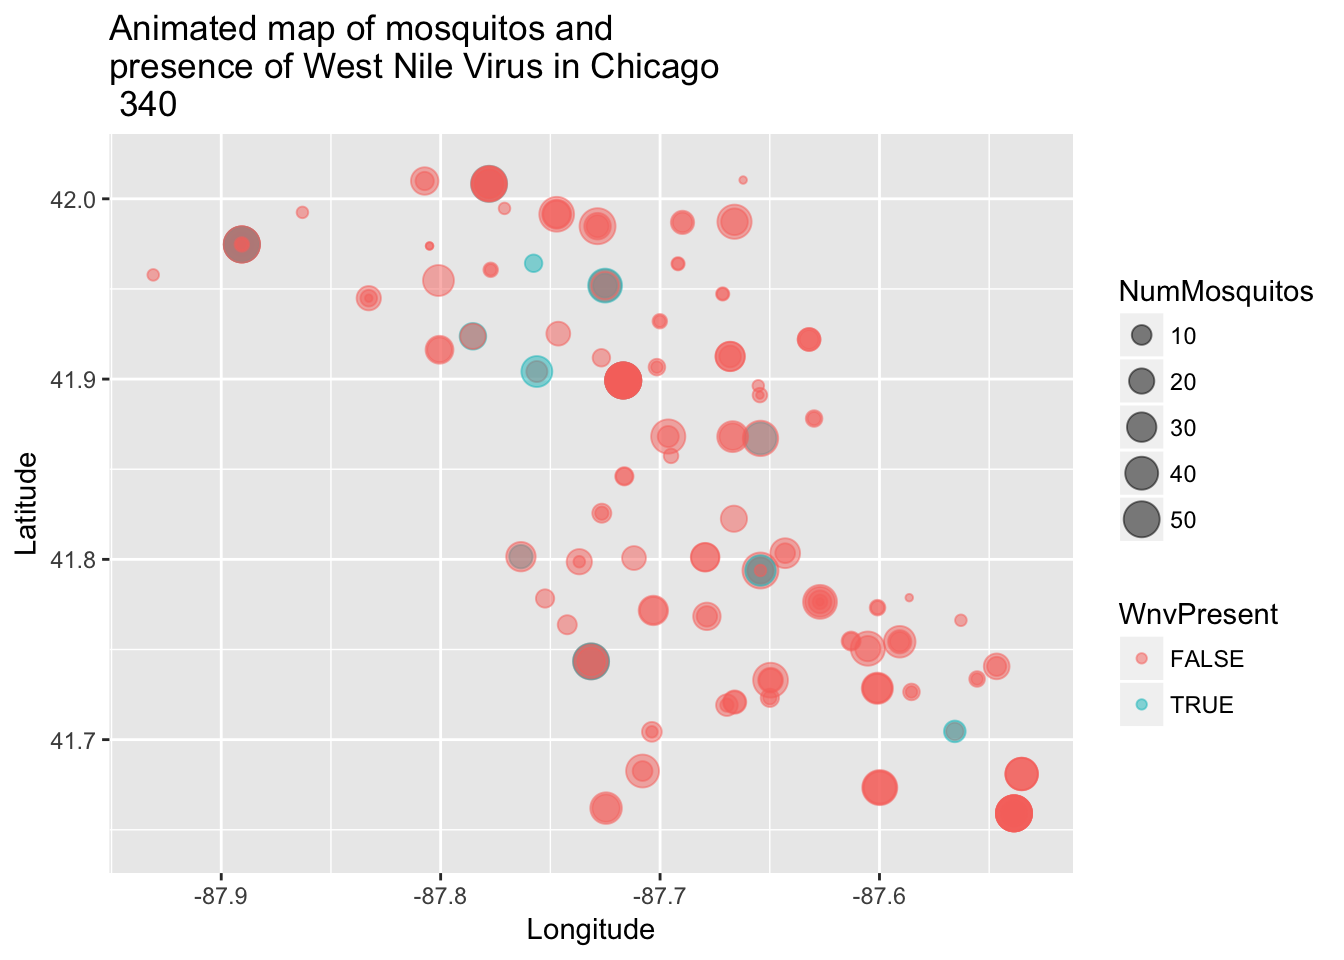 Animated map of mosquitos and
presence of West Nile Virus in Chicago
340
Latitude
42.0
41.9
41.8
41.7
-87.9
-87.8
-87.7
-87.6
Longitude
NumMosquitos
10
20
30
40
50
WnvPresent
FALSE
TRUE